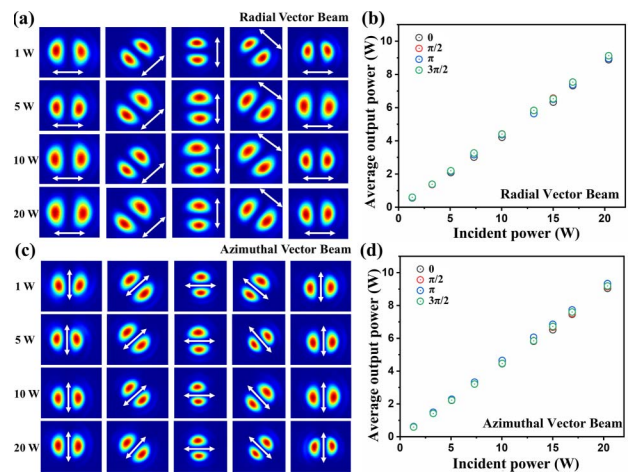 (a)
Radial Vector Beam
1 W
5 W
10 W
20 W
(b)
10
8
6
4
2
0
0
5
10
15
20
Average output power (W)
Incident power (W)
0
π/2
π
3π/2
Radial Vector Beam
(c)
Azimuthal Vector Beam
1 W
5 W
10 W
20 W
(d)
10
8
6
4
2
0
0
5
10
15
20
Average output power (W)
Incident power (W)
0
π/2
π
3π/2
Azimuthal Vector Beam